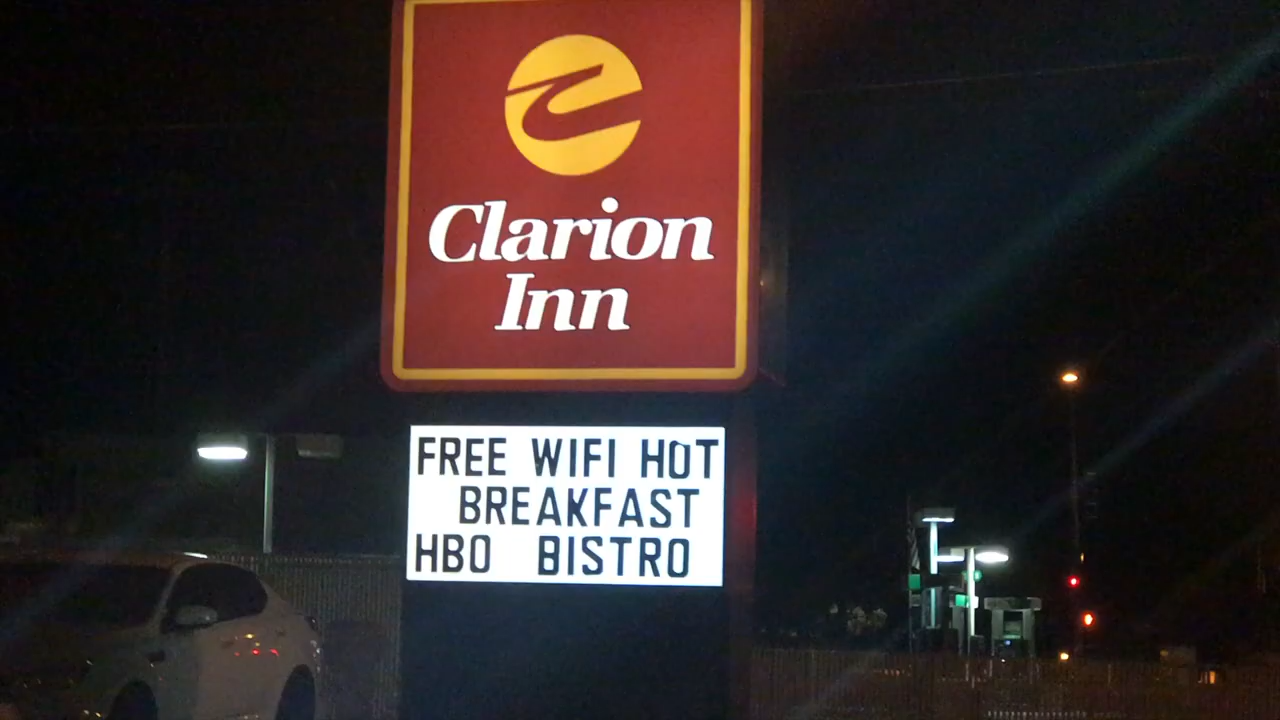 Clarion
Inn
FREE WIFI HOT
BREAKFAST
HBO BISTRO